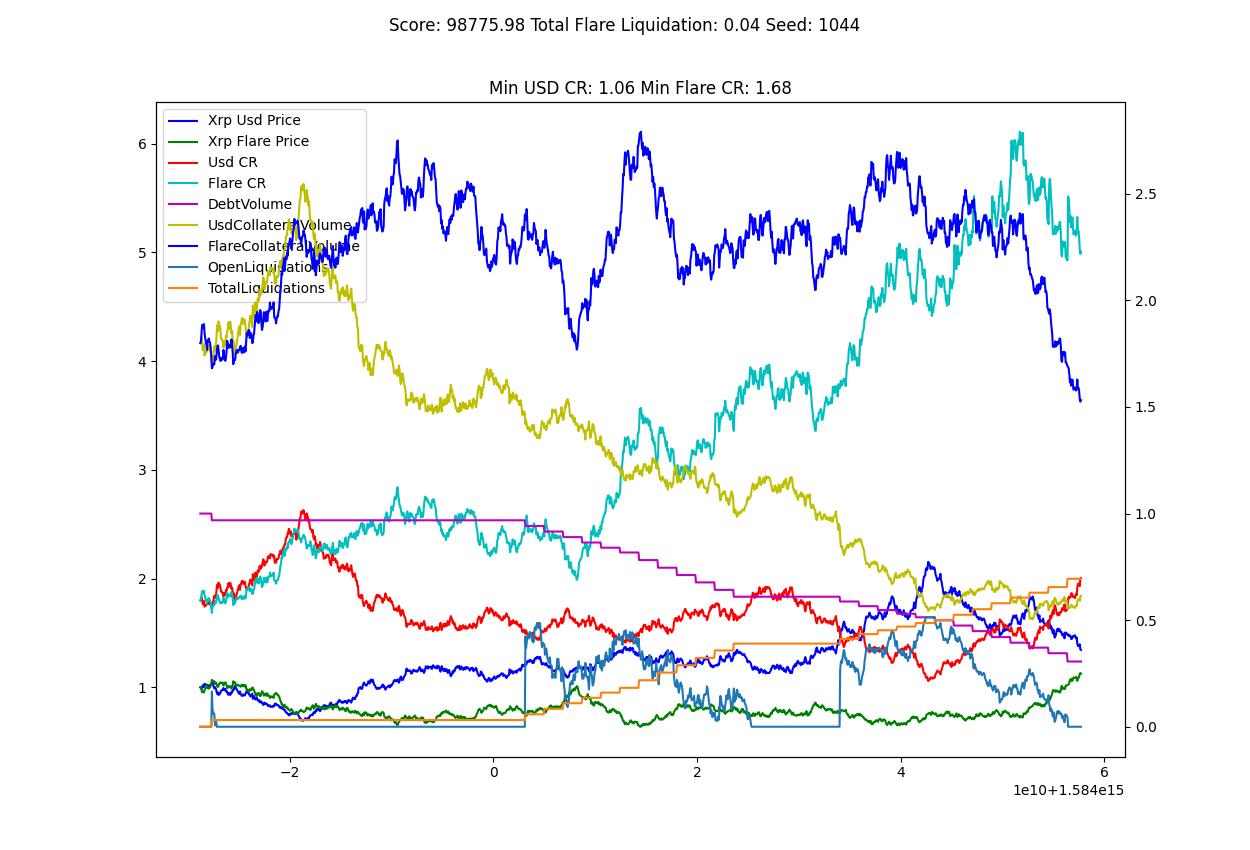 Score: 98775.98 Total Flare Liquidation: 0.04 Seed: 1044
Min USD CR: 1.06 Min Flare CR: 1.68
Xrp Usd Price
Xrp Flare Price
Usd CR
Flare CR
DebtVolume
UsdCollateralVolume
FlareCollateralVolume
OpenLiquidations
TotalLiquidations
6
5
4
3
2
1
2.5
2.0
1.5
1.0
0.5
0.0
−2
0
2
4
6
1e10+1.584e15